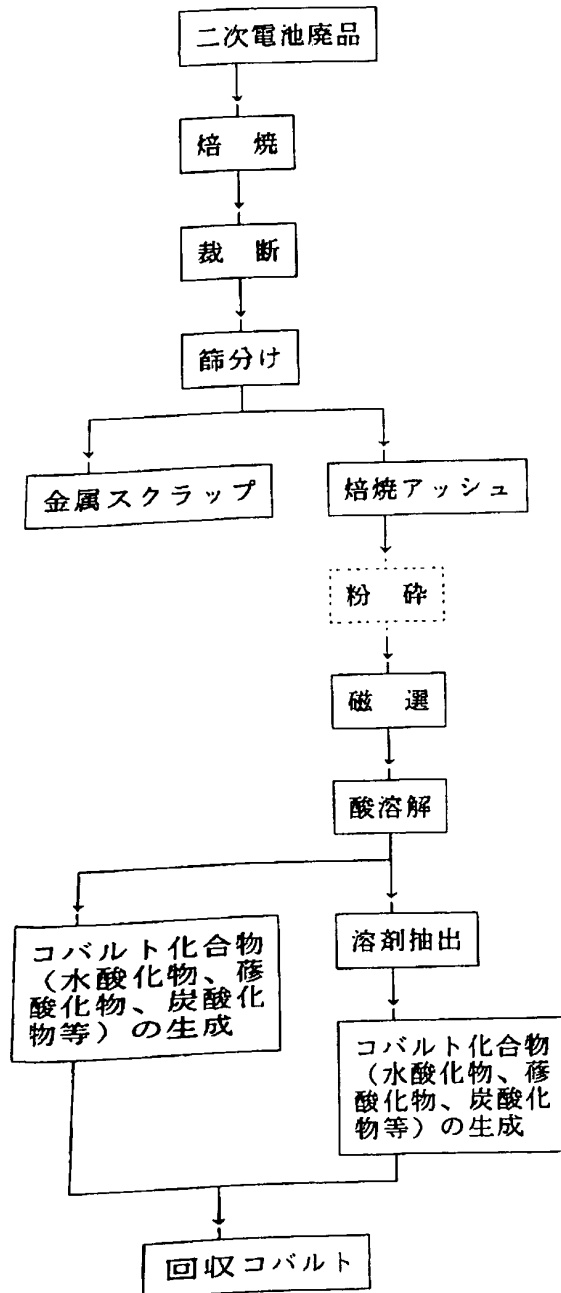 二次電池廃品
焙 焼
裁 断
篩分け
金属スクラップ
焙焼アッシュ
粉 砕
磁 選
酸溶解
コバルト化合物
(水酸化物、蓚
酸化物、炭酸化
物等)の生成
溶剤抽出
コバルト化合物
(水酸化物、蓚
酸化物、炭酸化
物等)の生成
回収コバルト